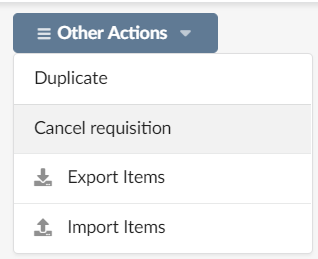 Other Actions
Duplicate
Cancel requisition
Export Items
Import Items